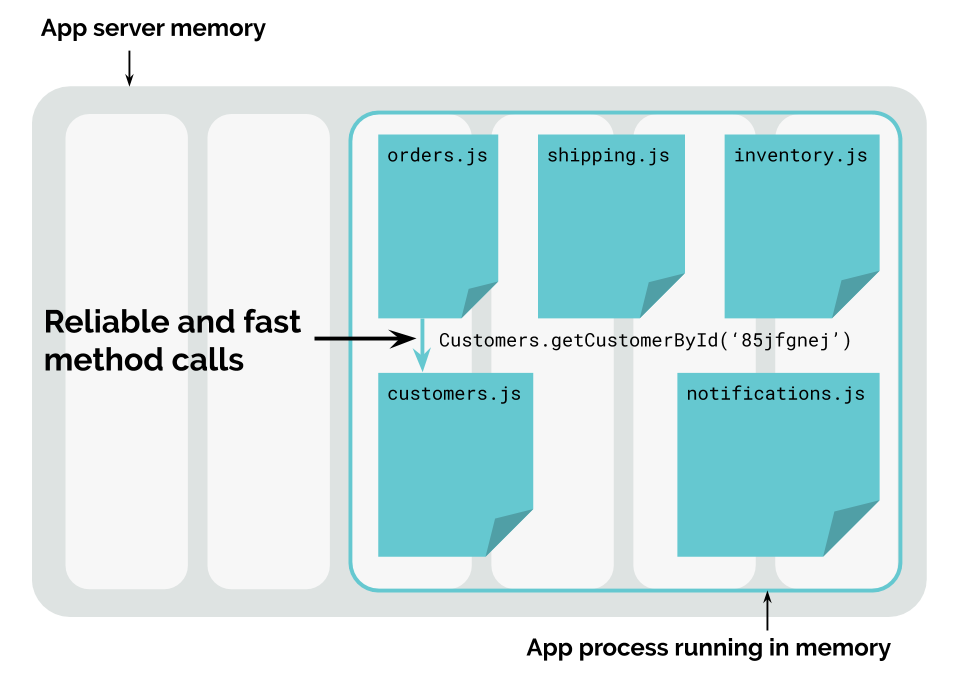 App server memory
orders.js
shipping.js
inventory.js
Reliable and fast
method calls
Customers.getCustomerById(‘85jfgnej’)
customers.js
notifications.js
App process running in memory